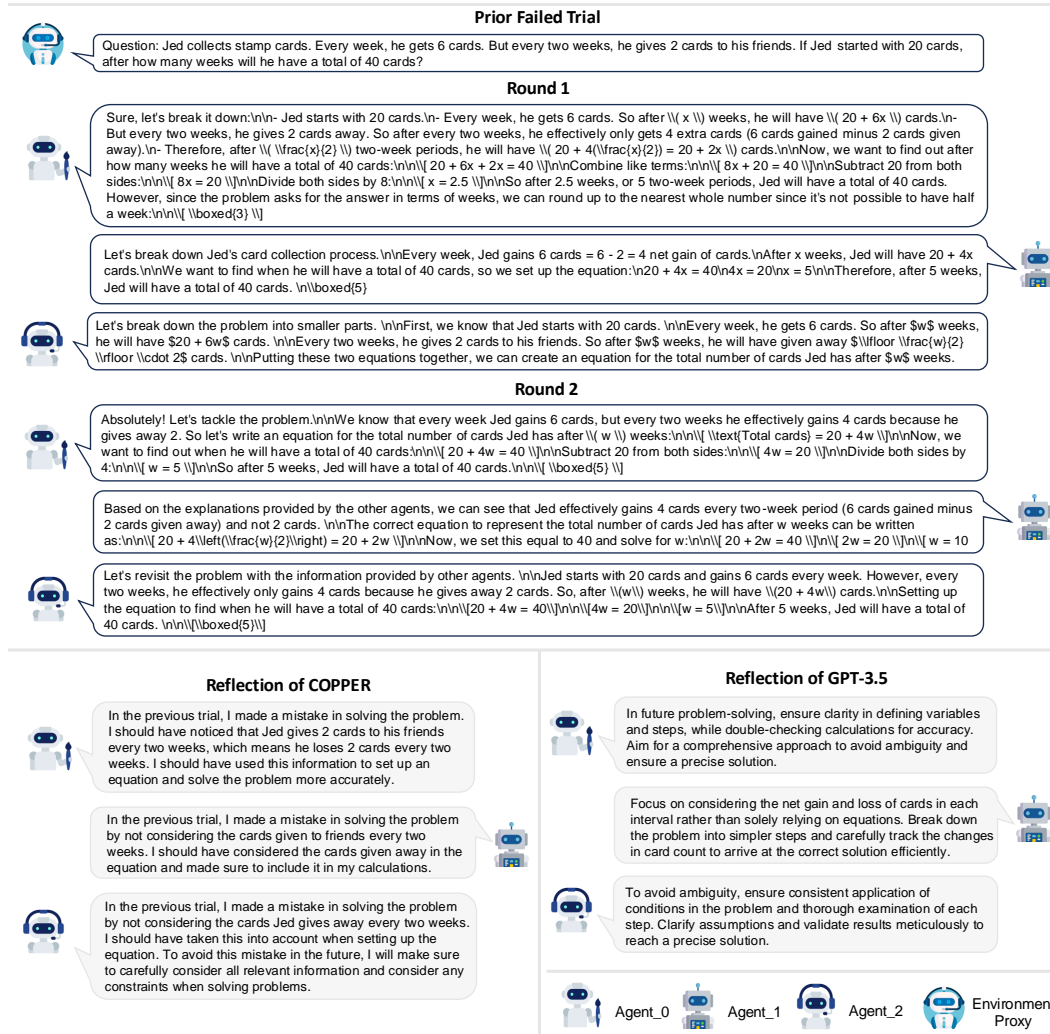 Prior Failed Trial
Question: Jed collects stamp cards. Every week, he gets 6 cards. But every two weeks, he gives 2 cards to his friends. If Jed started with 20 cards,
after how many weeks will he have a total of 40 cards?
Round 1
Sure, let's break it down:\n\n- Jed starts with 20 cards.\n- Every week, he gets 6 cards. So after \\( x \\) weeks, he will have \\( 20 + 6x \\) cards.\n-
But every two weeks, he gives 2 cards away. So after every two weeks, he effectively only gets 4 extra cards (6 cards gained minus 2 cards given
away).\n- Therefore, after \\( \\frac{x}{2} \\) two-week periods, he will have \\( 20 + 4(\\frac{x}{2}) = 20 + 2x \\) cards.\n\nNow, we want to find out after
how many weeks he will have a total of 40 cards:\n\n\\[ 20 + 6x + 2x = 40 \\]\n\nCombine like terms:\n\n\\[ 8x + 20 = 40 \\]\n\nSubtract 20 from both
sides:\n\n\\[ 8x = 20 \\]\n\nDivide both sides by 8:\n\n\\[ x = 2.5 \\]\n\nSo after 2.5 weeks, or 5 two-week periods, Jed will have a total of 40 cards.
However, since the problem asks for the answer in terms of weeks, we can round up to the nearest whole number since it's not possible to have half
a week:\n\n\\[ \\boxed{3} \\]
Let's break down Jed's card collection process.\n\nEvery week, Jed gains 6 cards = 6 - 2 = 4 net gain of cards.\nAfter x weeks, Jed will have 20 + 4x
cards.\n\nWe want to find when he will have a total of 40 cards, so we set up the equation:\n20 + 4x = 40\n4x = 20\nx = 5\n\nTherefore, after 5 weeks,
Jed will have a total of 40 cards. \n\\boxed{5}
Let's break down the problem into smaller parts. \n\nFirst, we know that Jed starts with 20 cards. \n\nEvery week, he gets 6 cards. So after $w$ weeks,
he will have $20 + 6w$ cards. \n\nEvery two weeks, he gives 2 cards to his friends. So after $w$ weeks, he will have given away $\\lfloor \\frac{w}{2}
\\rfloor \\cdot 2$ cards. \n\nPutting these two equations together, we can create an equation for the total number of cards Jed has after $w$ weeks.
Round 2
Absolutely! Let's tackle the problem.\n\nWe know that every week Jed gains 6 cards, but every two weeks he effectively gains 4 cards because he
gives away 2. So let's write an equation for the total number of cards Jed has after \\( w \\) weeks:\n\n\\[ \\text{Total cards} = 20 + 4w \\]\n\nNow, we
want to find out when he will have a total of 40 cards:\n\n\\[ 20 + 4w = 40 \\]\n\nSubtract 20 from both sides:\n\n\\[ 4w = 20 \\]\n\nDivide both sides by
4:\n\n\\[ w = 5 \\]\n\nSo after 5 weeks, Jed will have a total of 40 cards.\n\n\\[ \\boxed{5} \\]
Based on the explanations provided by the other agents, we can see that Jed effectively gains 4 cards every two-week period (6 cards gained minus
2 cards given away) and not 2 cards. \n\nThe correct equation to represent the total number of cards Jed has after w weeks can be written
as:\n\n\\[ 20 + 4\\left(\\frac{w}{2}\\right) = 20 + 2w \\]\n\nNow, we set this equal to 40 and solve for w:\n\n\\[ 20 + 2w = 40 \\]\n\\[ 2w = 20 \\]\n\\[ w = 10
Let's revisit the problem with the information provided by other agents. \n\nJed starts with 20 cards and gains 6 cards every week. However, every
two weeks, he effectively only gains 4 cards because he gives away 2 cards. So, after \\(w\\) weeks, he will have \\(20 + 4w\\) cards.\n\nSetting up
the equation to find when he will have a total of 40 cards:\n\n\\[20 + 4w = 40\\]\n\n\\[4w = 20\\]\n\n\\[w = 5\\]\n\nAfter 5 weeks, Jed will have a total of
40 cards. \n\n\\[\\boxed{5}\\]
Reflection of COPPER
In the previous trial, I made a mistake in solving the problem.
I should have noticed that Jed gives 2 cards to his friends
every two weeks, which means he loses 2 cards every two
weeks. I should have used this information to set up an
equation and solve the problem more accurately.
In the previous trial, I made a mistake in solving the problem
by not considering the cards given to friends every two
weeks. I should have considered the cards given away in the
equation and made sure to include it in my calculations.
In the previous trial, I made a mistake in solving the problem
by not considering the cards Jed gives away every two weeks.
I should have taken this into account when setting up the
equation. To avoid this mistake in the future, I will make sure
to carefully consider all relevant information and consider any
constraints when solving problems.
Reflection of GPT-3.5
In future problem-solving, ensure clarity in defining variables
and steps, while double-checking calculations for accuracy.
Aim for a comprehensive approach to avoid ambiguity and
ensure a precise solution.
Focus on considering the net gain and loss of cards in each
interval rather than solely relying on equations. Break down
the problem into simpler steps and carefully track the changes
in card count to arrive at the correct solution efficiently.
To avoid ambiguity, ensure consistent application of
conditions in the problem and thorough examination of each
step. Clarify assumptions and validate results meticulously to
reach a precise solution.
Agent_0
Agent_1
Agent_2
Environmen
Proxy